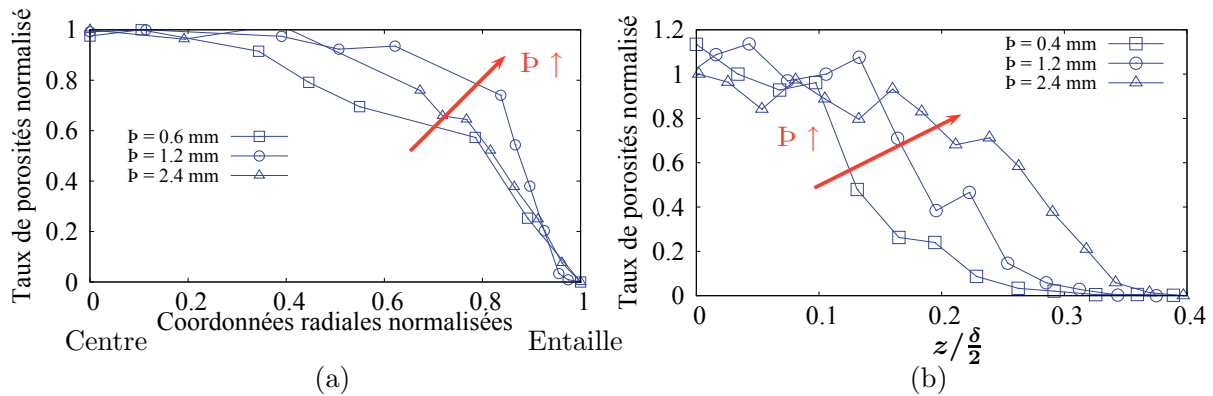 Taux de porosités normalisé
1
0.8
0.6
0.4
0.2
0
Þ ↑
Þ = 0.6 mm
Þ = 1.2 mm
Þ = 2.4 mm
0 0.2 0.4 0.6 0.8 1
Coordonnées radiales normalisées
Centre Entaille
(a)
Taux de porosités normalisé
1.2
1
0.8
0.6
0.4
0.2
0
Þ = 0.4 mm
Þ = 1.2 mm
Þ = 2.4 mm
Þ ↑
0 0.1 0.2 0.3 0.4
z/δ/2
(b)